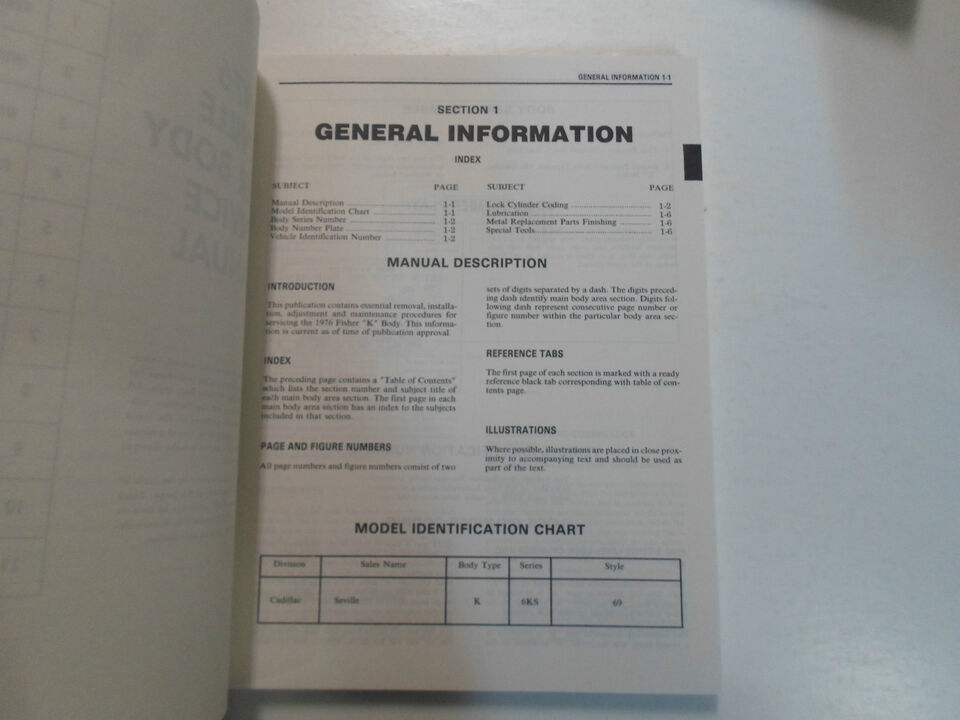 GENERAL INFORMATION 1-1
SECTION 1
GENERAL INFORMATION
INDEX
SUBJECT PAGE
Manual Description 1-1
Model Identification Chart 1-1
Body Series Number 1-2
Body Number Plate 1-2
Vehicle Identification Number 1-2
SUBJECT PAGE
Lock Cylinder Coding 1-2
Lubrication 1-6
Metal Replacement Parts Finishing 1-6
Special Tools 1-6
MANUAL DESCRIPTION
INTRODUCTION
This publication contains essential removal, installa-
tion, adjustment and maintenance procedures for
servicing the 1976 Fisher "K" Body. This informa-
tion is current as of time of publication approval.
INDEX
The preceding page contains a "Table of Contents"
which lists the section number and subject title of
each main body area section. The first page in each
main body area section has an index to the subjects
included in that section.
PAGE AND FIGURE NUMBERS
All page numbers and figure numbers consist of two
sets of digits separated by a dash. The digits preced-
ing dash identify main body area section. Digits fol-
lowing dash represent consecutive page number or
figure number within the particular body area sec-
tion.
REFERENCE TABS
The first page of each section is marked with a ready
reference black tab corresponding with table of con-
tents page.
ILLUSTRATIONS
Where possible, illustrations are placed in close prox-
imity to accompanying text and should be used as
part of the text.
MODEL IDENTIFICATION CHART
Division Sales Name Body Type Series Style
Cadillac Seville K 6KS 69